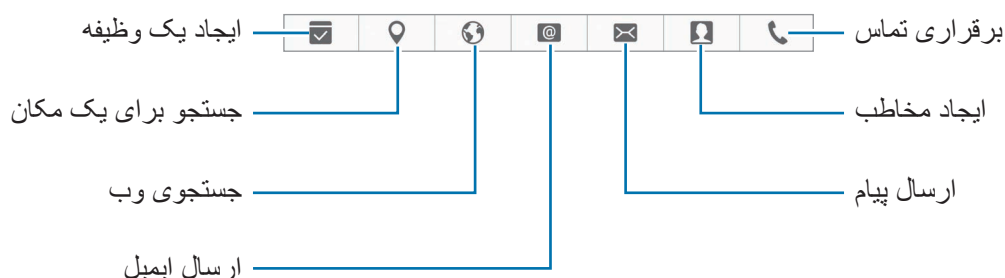 برقراری تماس
ایجاد مخاطب
ارسال پیام
ایجاد یک وظیفه
جستجو برای یک مکان
جستجوی وب
ارسال ایمیل